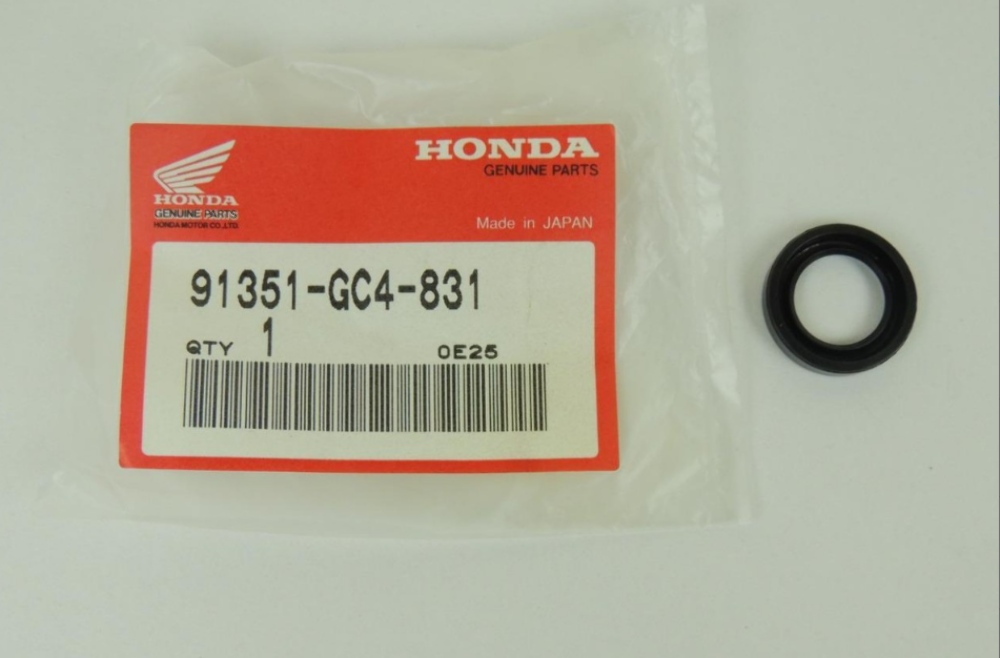 HONDA
GENUINE PARTS
HONDA MOTOR CO.,LTD.
HONDA
GENUINE PARTS
Made in JAPAN
91351-GC4-831
QTY 1 0E25